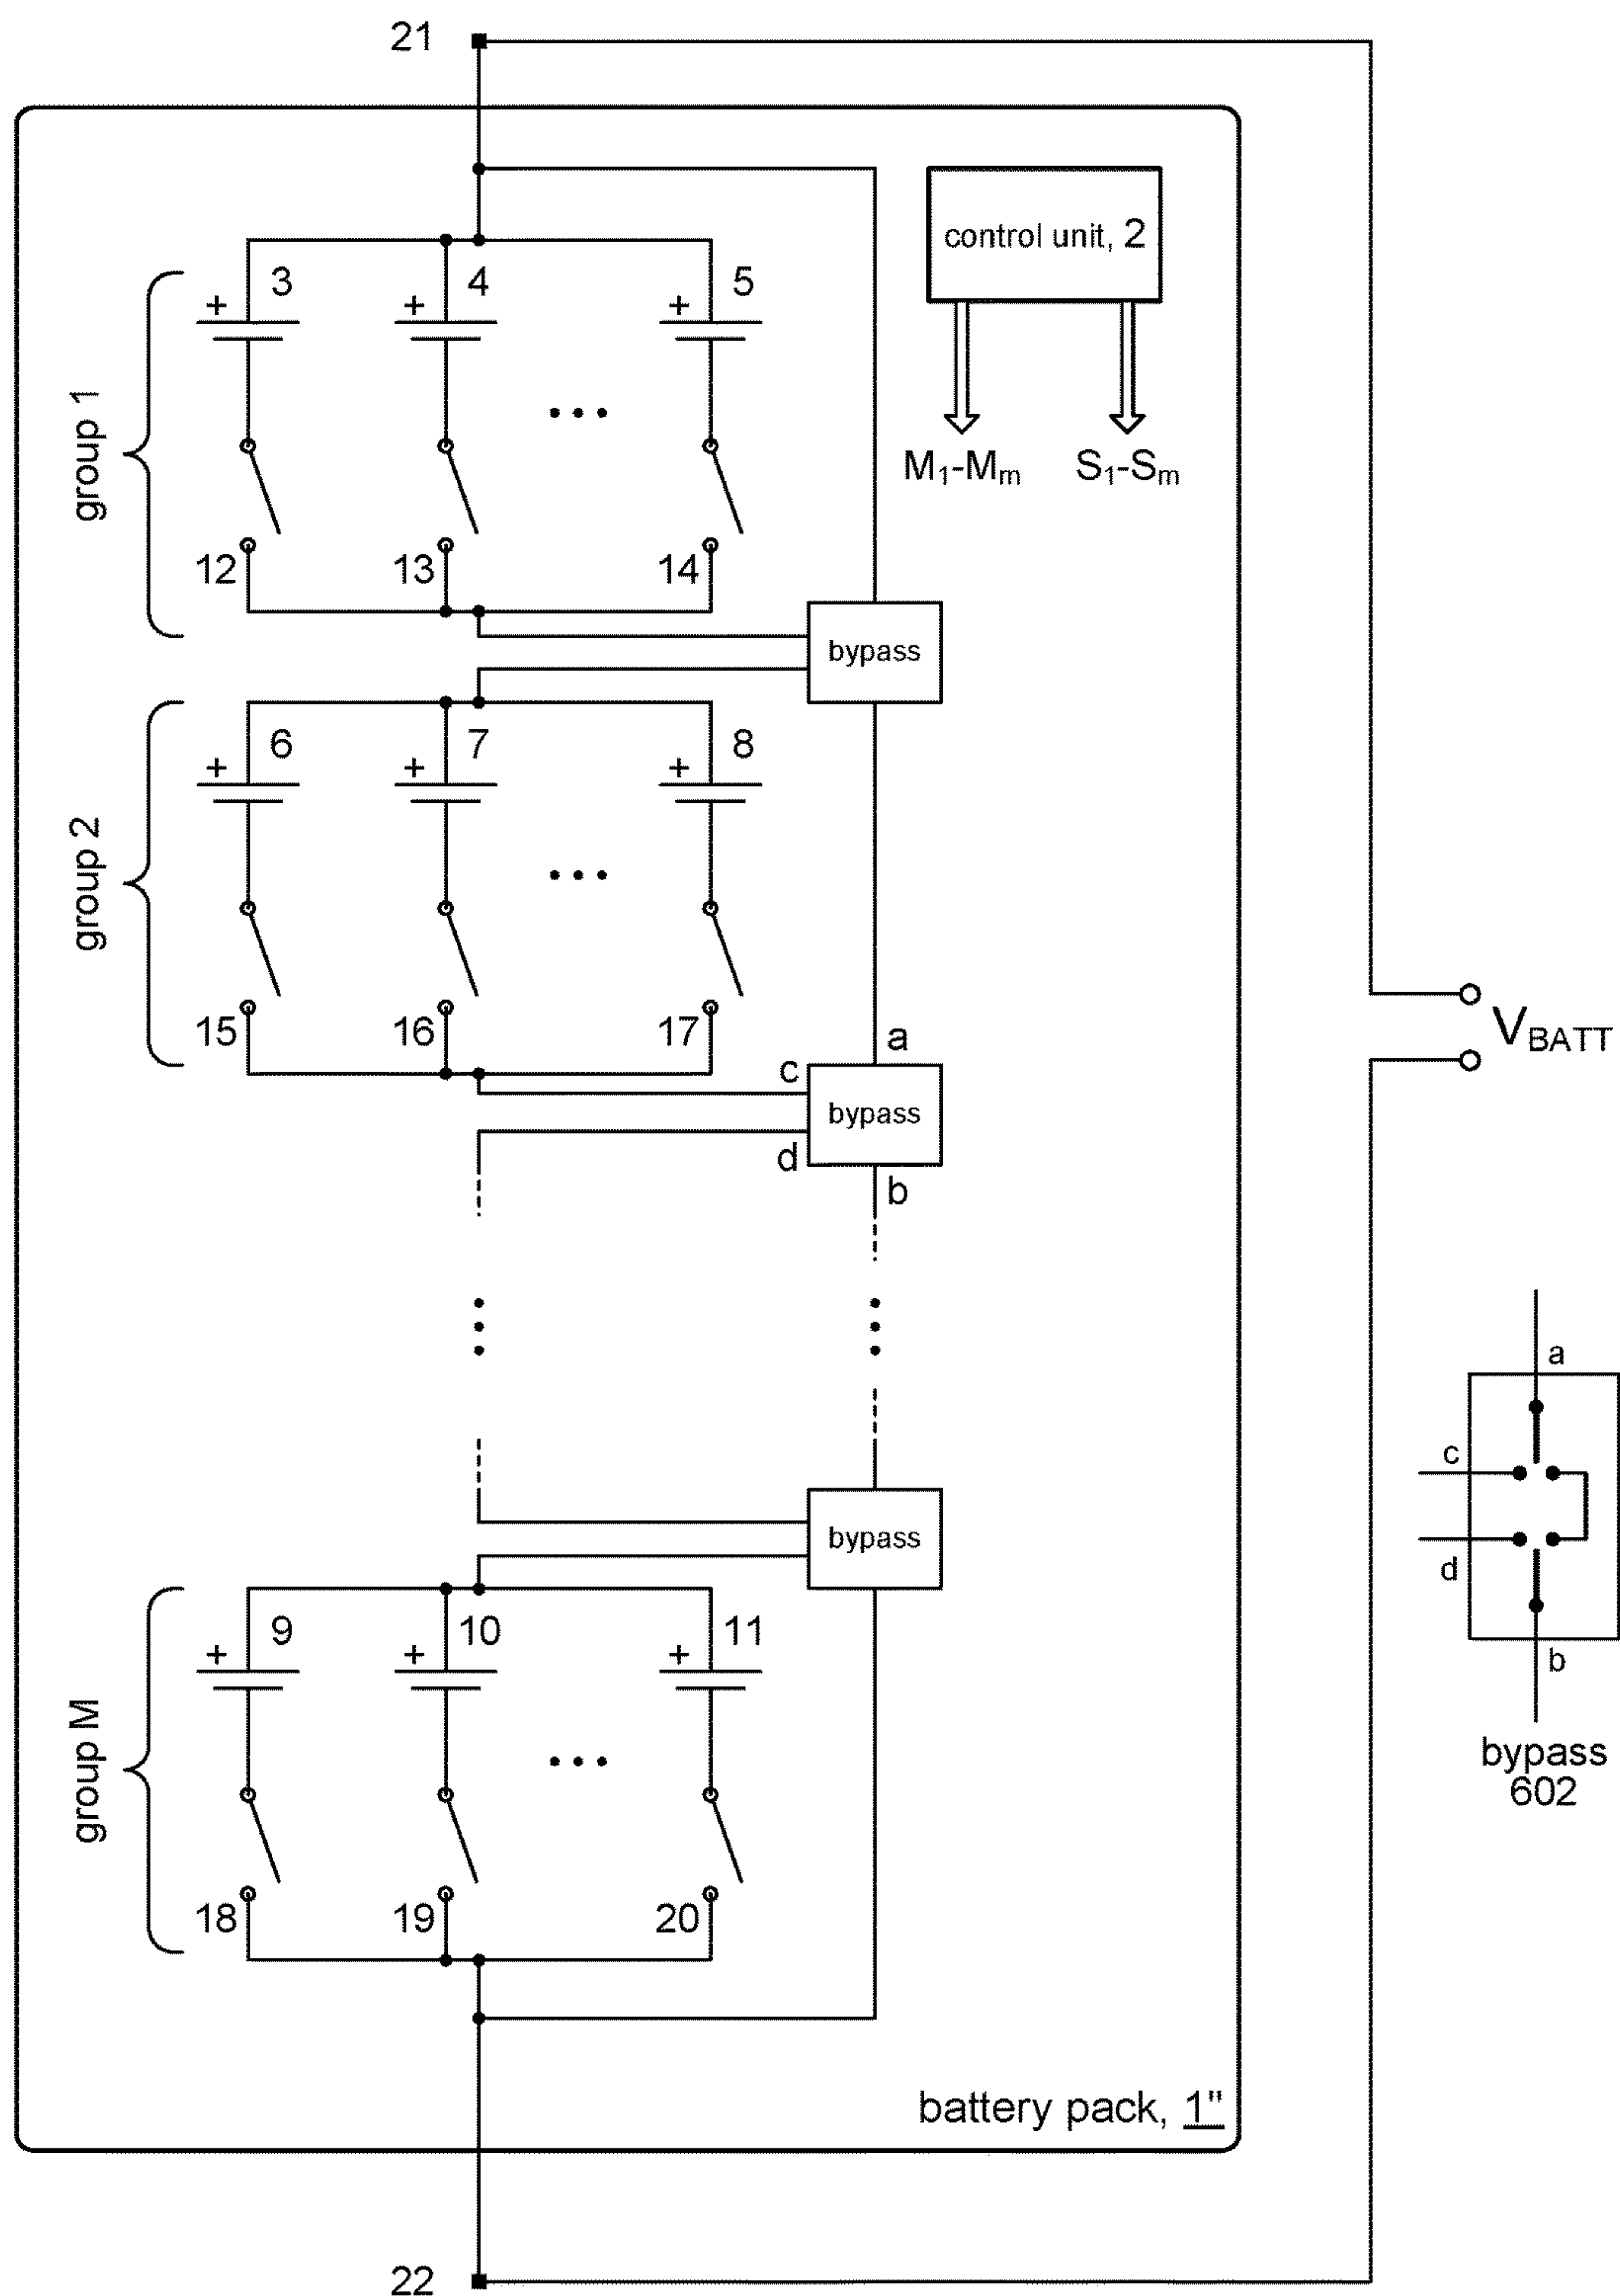 21
control unit, 2
3 4 5
+ + +
group 1
M₁-Mₘ S₁-Sₘ
12 13 14
bypass
6 7 8
+ + +
group 2
15 16 17
a
c
bypass
d
b
V_BATT
a
c
d
b
bypass
602
bypass
9 10 11
+ + +
group M
18 19 20
battery pack, 1"
22